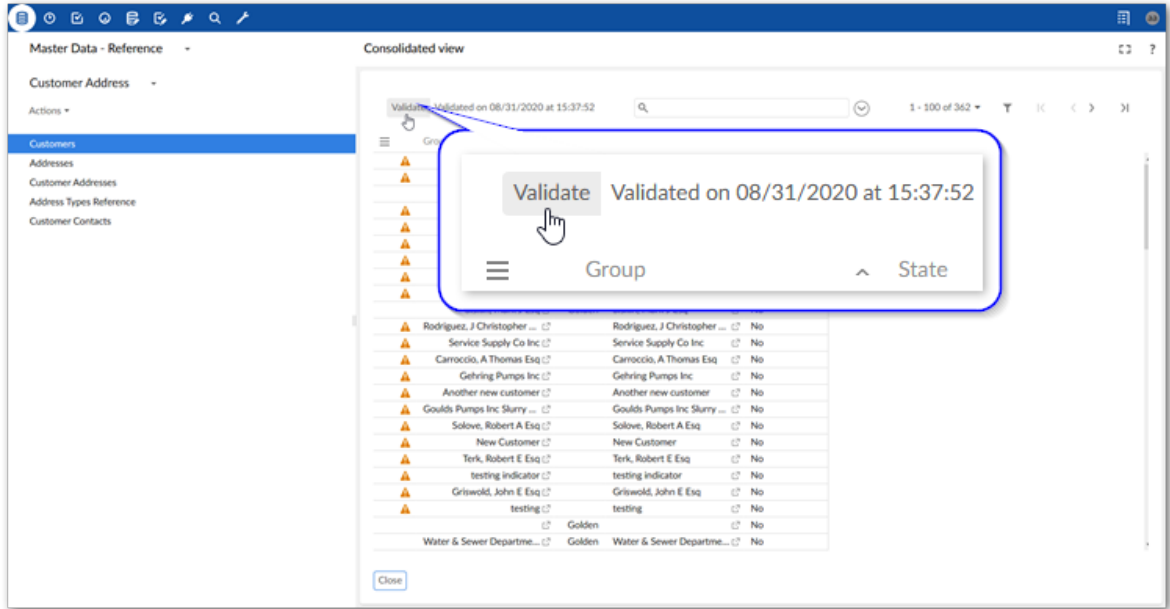 Master Data - Reference
Consolidated view
?
Customer Address
Actions
Validate Validated on 08/31/2020 at 15:37:52
1 - 100 of 362
Customers
Addresses
Customer Addresses
Address Types Reference
Customer Contacts
Validate Validated on 08/31/2020 at 15:37:52
Group State
Rodriguez, J Christopher ... Rodriguez, J Christopher ... No
Service Supply Co Inc Service Supply Co Inc No
Carroccio, A Thomas Esq Carroccio, A Thomas Esq No
Gehring Pumps Inc Gehring Pumps Inc No
Another new customer Another new customer No
Goulds Pumps Inc Slurry ... Goulds Pumps Inc Slurry ... No
Solove, Robert A Esq Solove, Robert A Esq No
New Customer New Customer No
Terk, Robert E Esq Terk, Robert E Esq No
testing indicator testing indicator No
Griswold, John E Esq Griswold, John E Esq No
testing testing No
Golden No
Water & Sewer Departme... Golden Water & Sewer Departme... No
Close